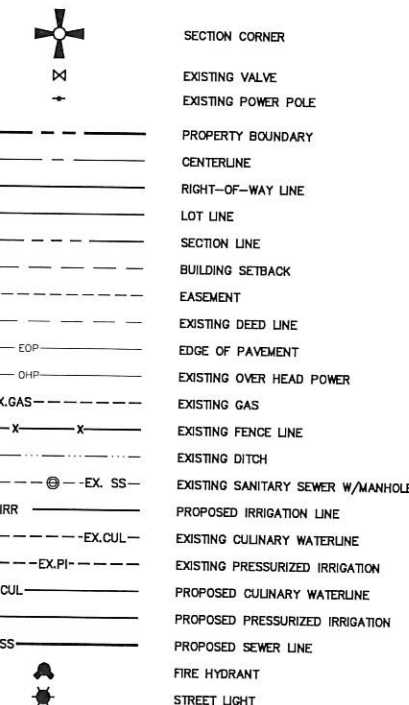 SECTION CORNER
EXISTING VALVE
EXISTING POWER POLE
PROPERTY BOUNDARY
CENTERLINE
RIGHT-OF-WAY LINE
LOT LINE
SECTION LINE
BUILDING SETBACK
EASEMENT
EXISTING DEED LINE
EOP EDGE OF PAVEMENT
OHP EXISTING OVER HEAD POWER
X.GAS EXISTING GAS
X X EXISTING FENCE LINE
EXISTING DITCH
EX. SS EXISTING SANITARY SEWER W/MANHOLE
IRR PROPOSED IRRIGATION LINE
EX.CUL EXISTING CULINARY WATERLINE
EX.PI EXISTING PRESSURIZED IRRIGATION
CUL PROPOSED CULINARY WATERLINE
PROPOSED PRESSURIZED IRRIGATION
SS PROPOSED SEWER LINE
FIRE HYDRANT
STREET LIGHT